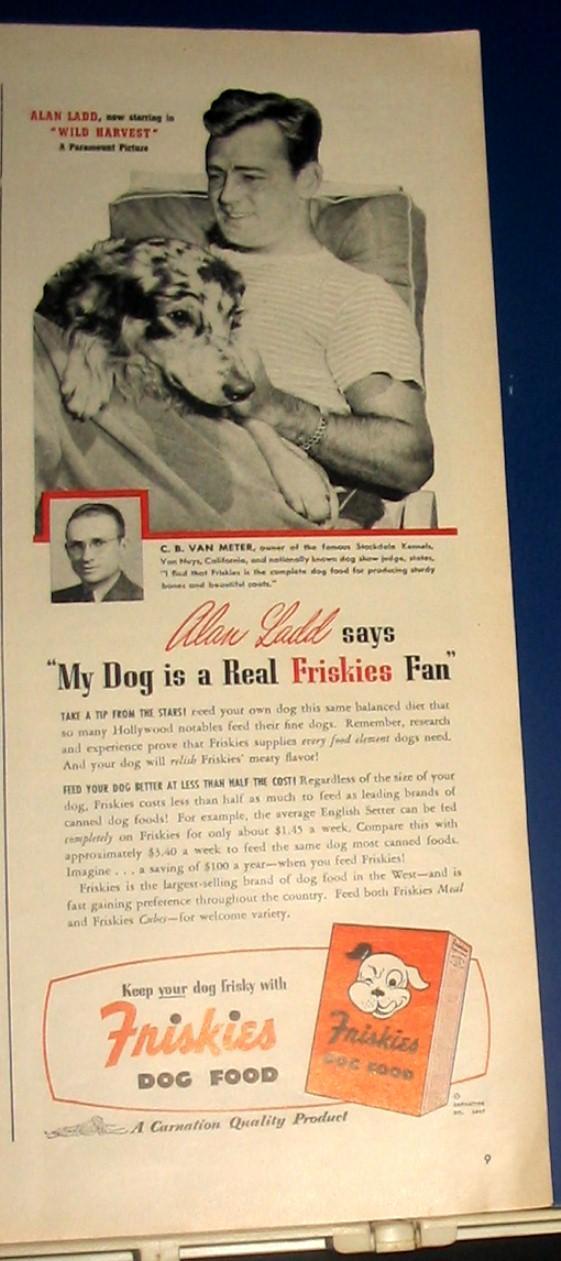 ALAN LADD, now starring in
"WILD HARVEST"
A Paramount Picture
C. B. VAN METER, owner of the famous Stockdale Kennels,
Van Nuys, California, and nationally known dog show judge, states,
"I find that Friskies is the complete dog food for producing sturdy
bones and beautiful coats."
Alan Ladd says
"My Dog is a Real Friskies Fan"
TAKE A TIP FROM THE STARS! Feed your own dog this same balanced diet that
so many Hollywood notables feed their fine dogs. Remember, research
and experience prove that Friskies supplies every food element dogs need.
And your dog will relish Friskies' meaty flavor!
FEED YOUR DOG BETTER AT LESS THAN HALF THE COST! Regardless of the size of your
dog, Friskies costs less than half as much to feed as leading brands of
canned dog foods! For example, the average English Setter can be fed
completely on Friskies for only about $1.45 a week. Compare this with
approximately $3.40 a week to feed the same dog most canned foods.
Imagine . . . a saving of $100 a year—when you feed Friskies!
Friskies is the largest-selling brand of dog food in the West—and is
fast gaining preference throughout the country. Feed both Friskies Meal
and Friskies Cubes—for welcome variety.
Keep your dog frisky with
Friskies
DOG FOOD
Friskies
DOG FOOD
A Carnation Quality Product
©
CARNATION
CO. 1947
9